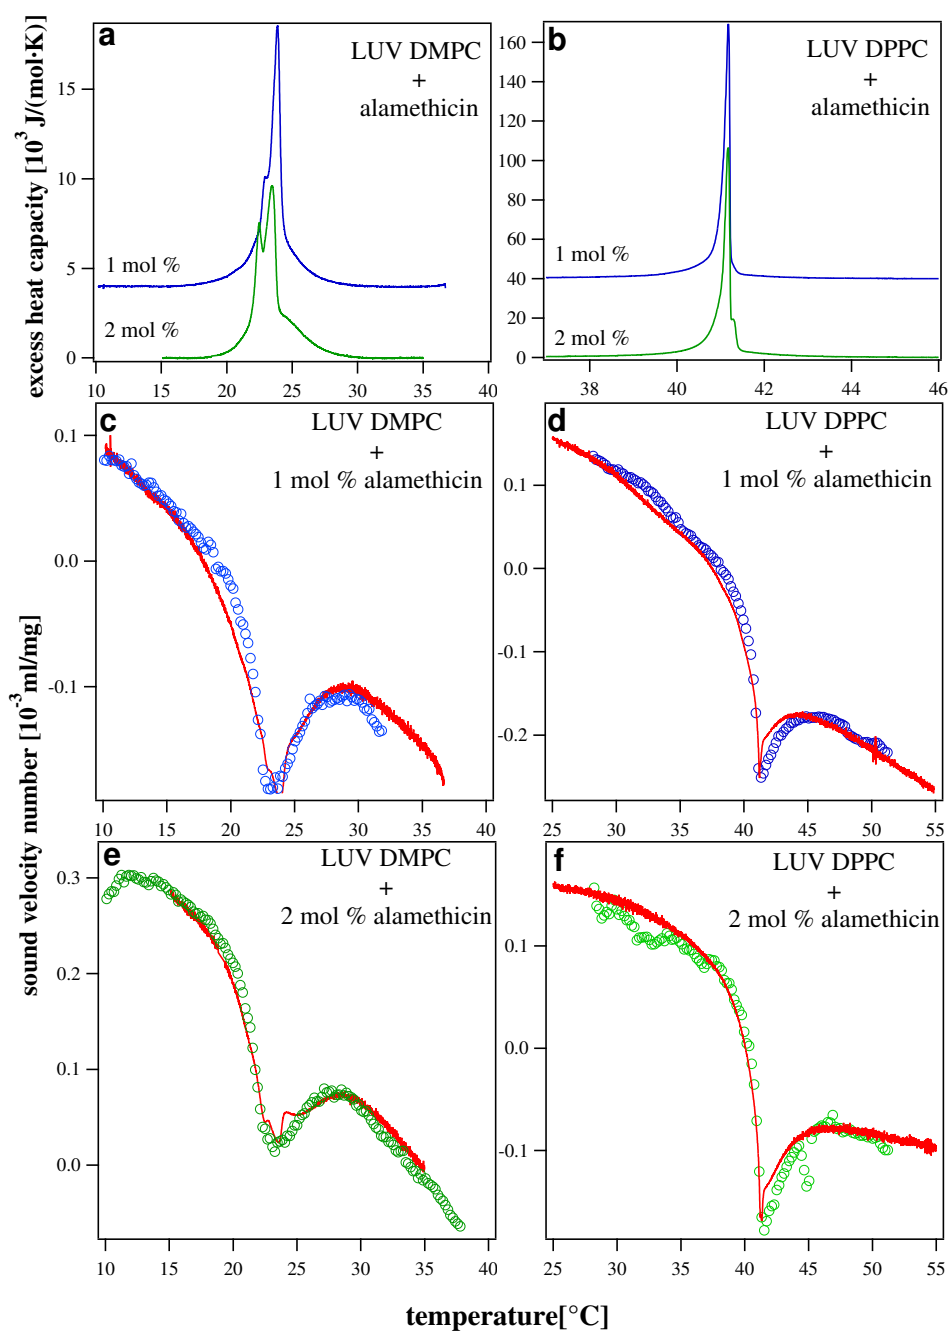 excess heat capacity [10³ J/(mol·K)]
a
LUV DMPC
+
alamethicin
15
10
5
0
1 mol %
2 mol %
10 15 20 25 30 35 40
b
LUV DPPC
+
alamethicin
160
140
120
100
80
60
40
20
0
1 mol %
2 mol %
38 40 42 44 46
sound velocity number [10⁻³ ml/mg]
c
LUV DMPC
+
1 mol % alamethicin
0.1
0.0
-0.1
10 15 20 25 30 35 40
d
LUV DPPC
+
1 mol % alamethicin
0.1
0.0
-0.1
-0.2
25 30 35 40 45 50 55
e
LUV DMPC
+
2 mol % alamethicin
0.3
0.2
0.1
0.0
10 15 20 25 30 35 40
f
LUV DPPC
+
2 mol % alamethicin
0.1
0.0
-0.1
25 30 35 40 45 50 55
temperature[°C]